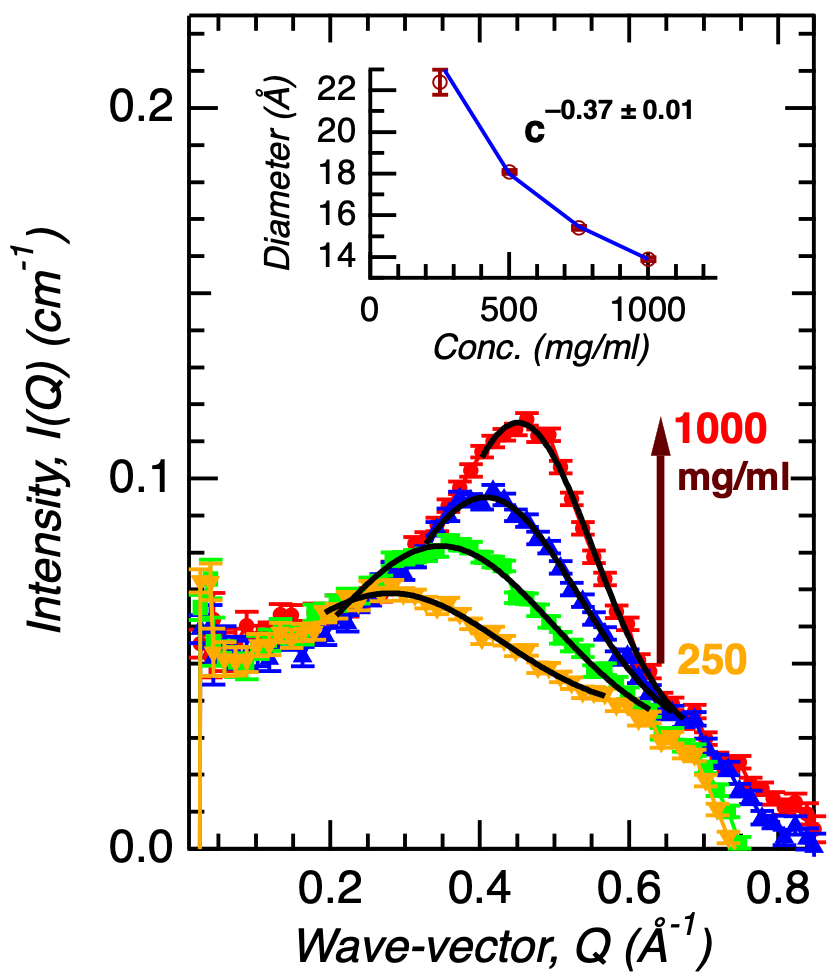 0.2
22
20
18
16
14
Diameter (Å)
c^−0.37 ± 0.01
0
500
1000
Conc. (mg/ml)
Intensity, I(Q) (cm^-1)
0.1
1000
mg/ml
250
0.0
0.2
0.4
0.6
0.8
Wave-vector, Q (Å^-1)